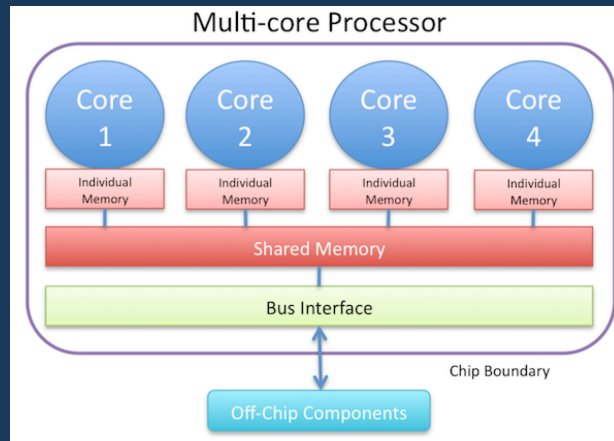 Multi-core Processor
Core
1
Core
2
Core
3
Core
4
Individual
Memory
Individual
Memory
Individual
Memory
Individual
Memory
Shared Memory
Bus Interface
Chip Boundary
Off-Chip Components